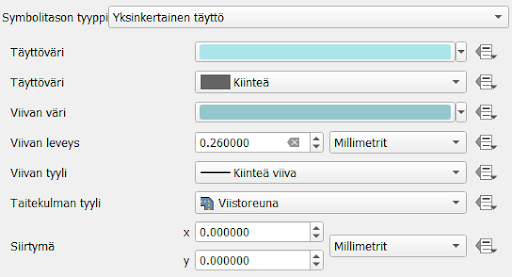 Symbolitason tyyppi Yksinkertainen täyttö
Täyttöväri
Täyttöväri Kiinteä
Viivan väri
Viivan leveys 0.260000 Millimetrit
Viivan tyyli Kiinteä viiva
Taitekulman tyyli Viistoreuna
x 0.000000
Siirtymä Millimetrit
y 0.000000